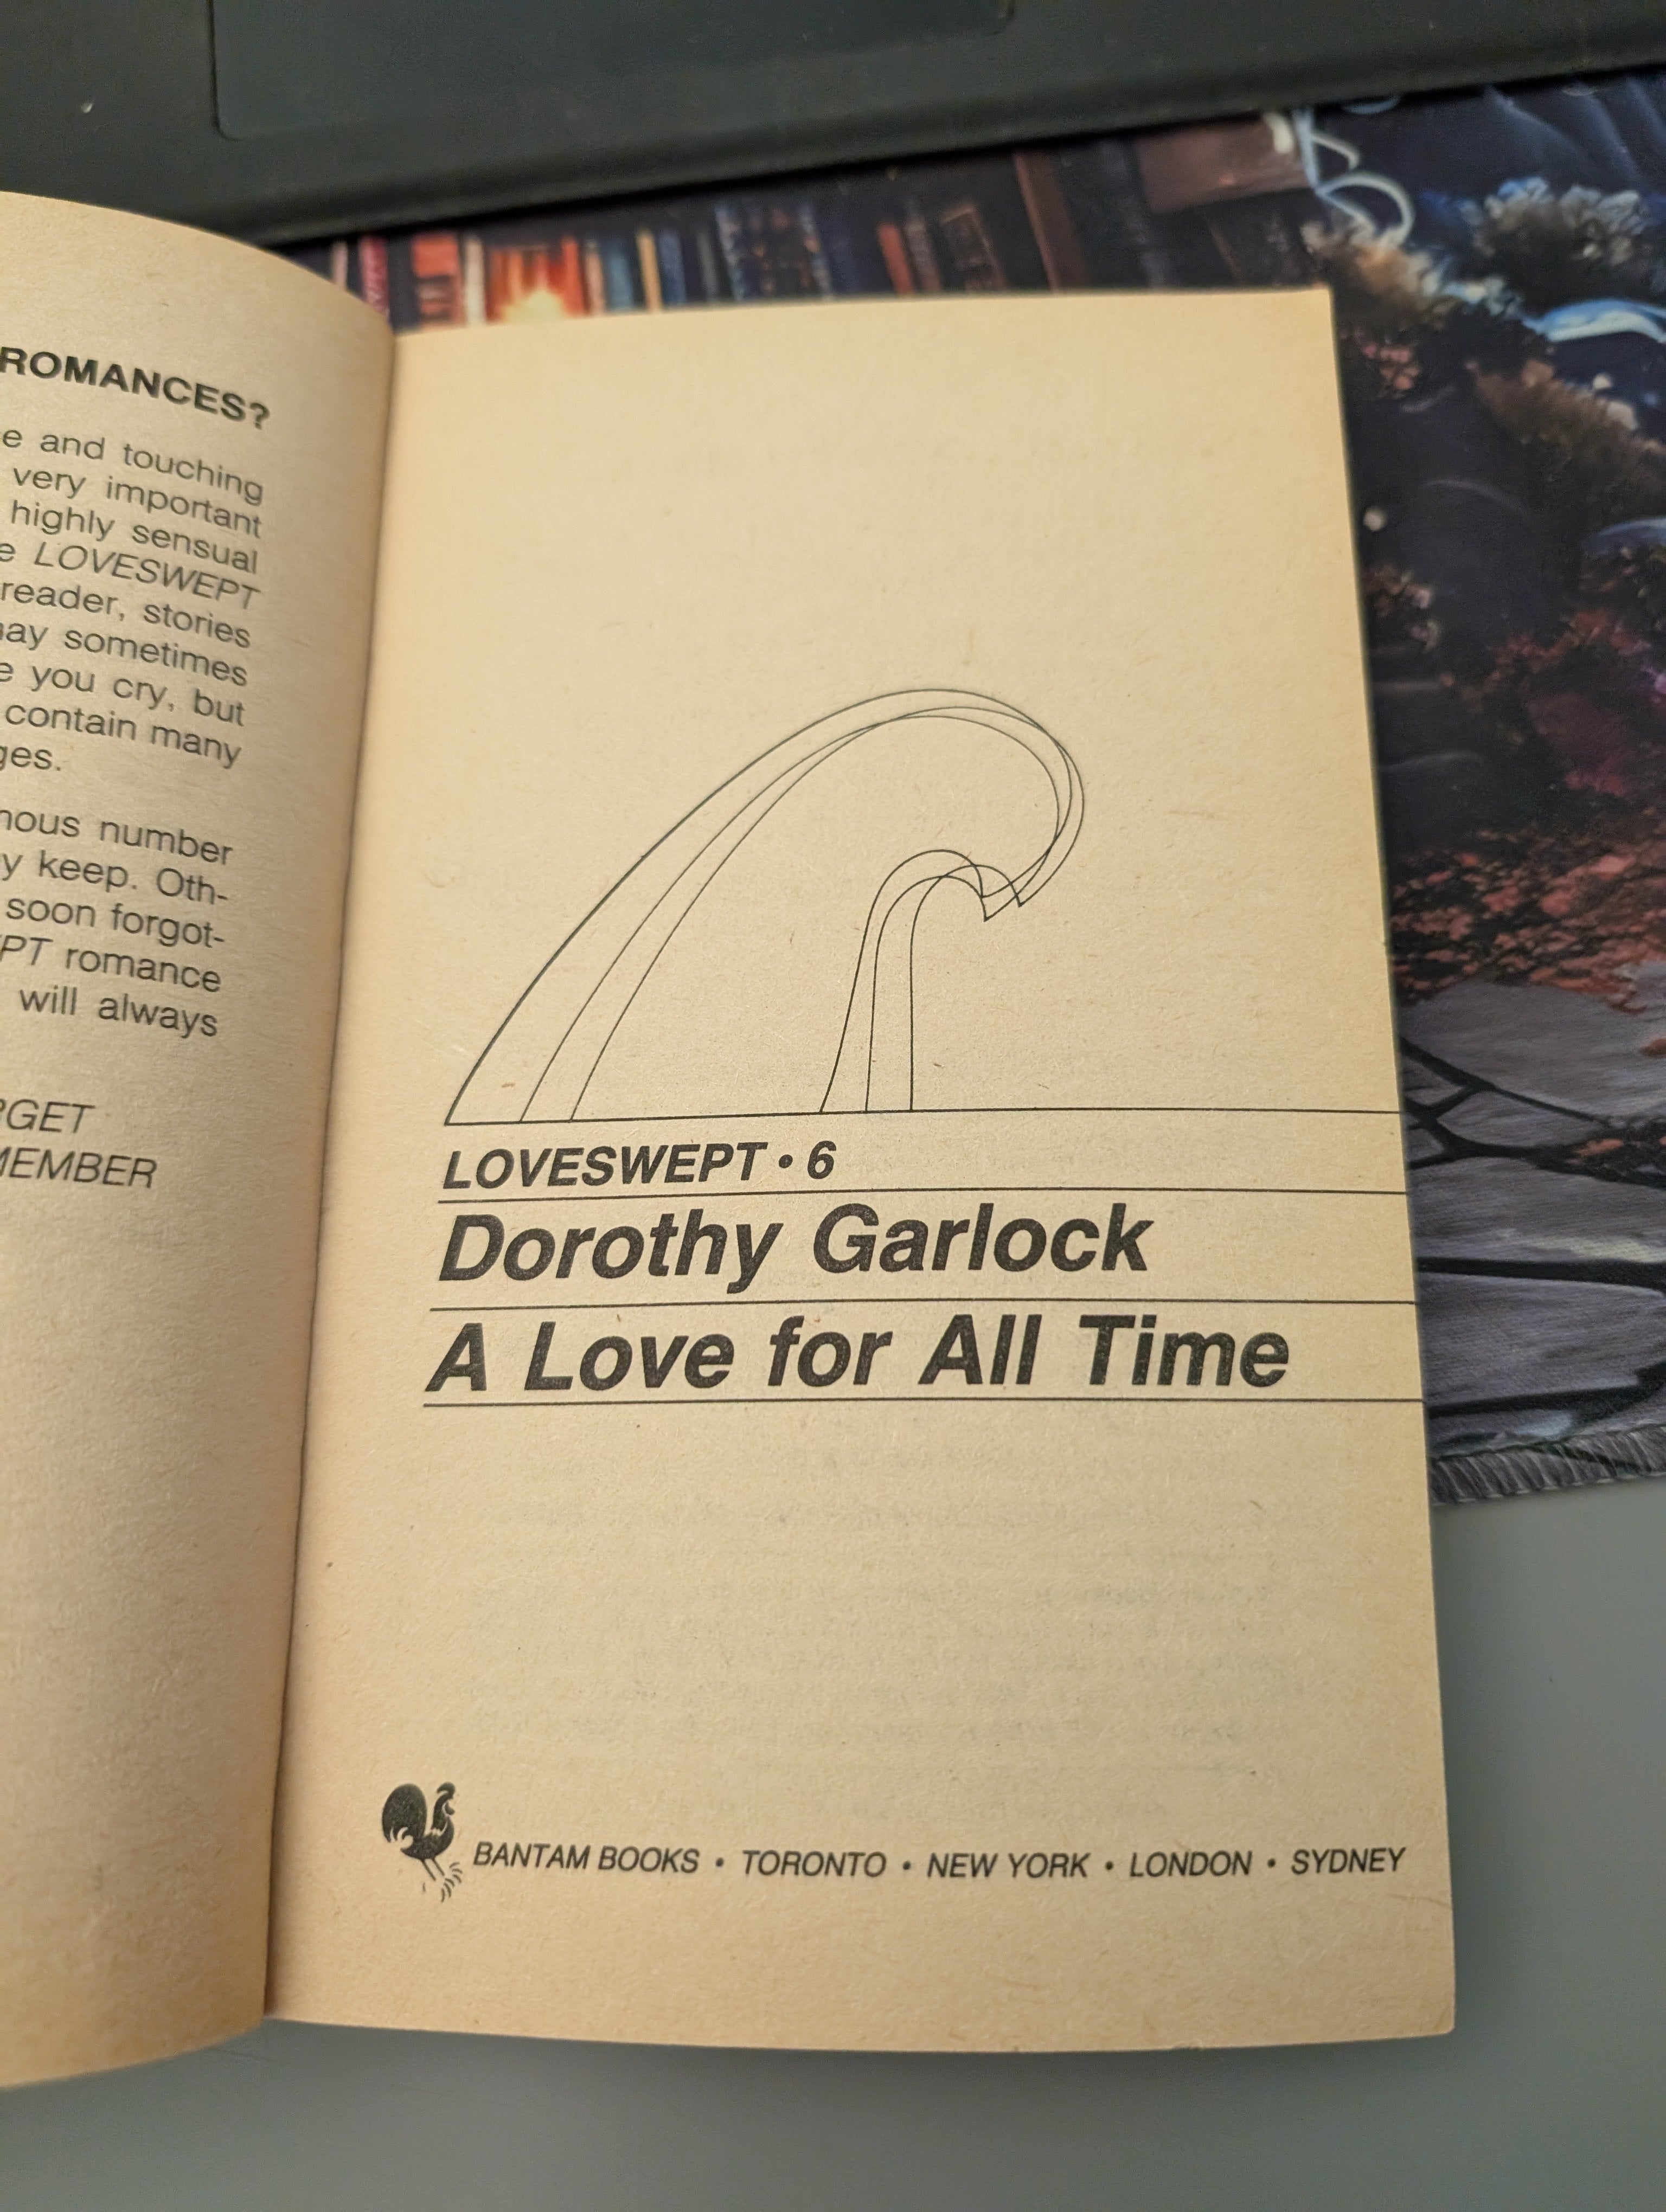 ROMANCES?
e and touching
very important
highly sensual
e LOVESWEPT
reader, stories
may sometimes
e you cry, but
contain many
ges.
nous number
y keep. Oth-
soon forgot-
EPT romance
will always
RGET
MEMBER
LOVESWEPT • 6
Dorothy Garlock
A Love for All Time
BANTAM BOOKS • TORONTO • NEW YORK • LONDON • SYDNEY